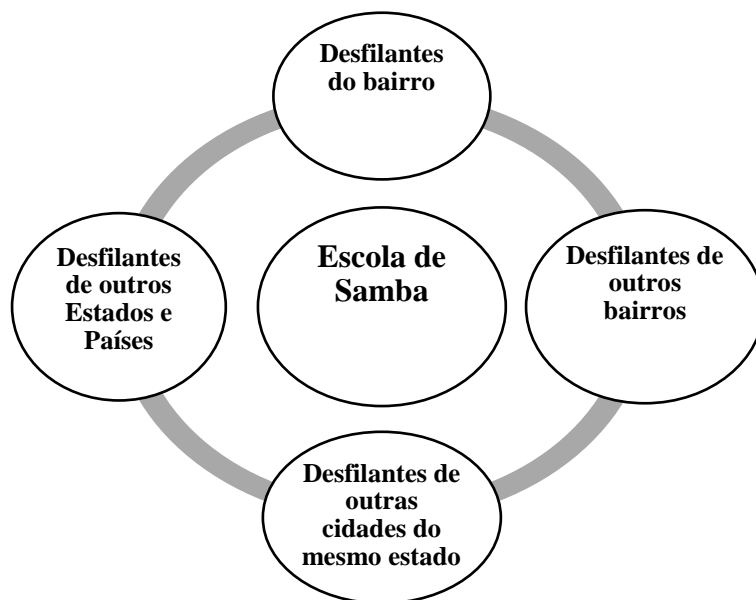 Desfilantes
do bairro
Desfilantes
de outros
Estados e
Países
Escola de
Samba
Desfilantes de
outros
bairros
Desfilantes de
outras
cidades do
mesmo estado